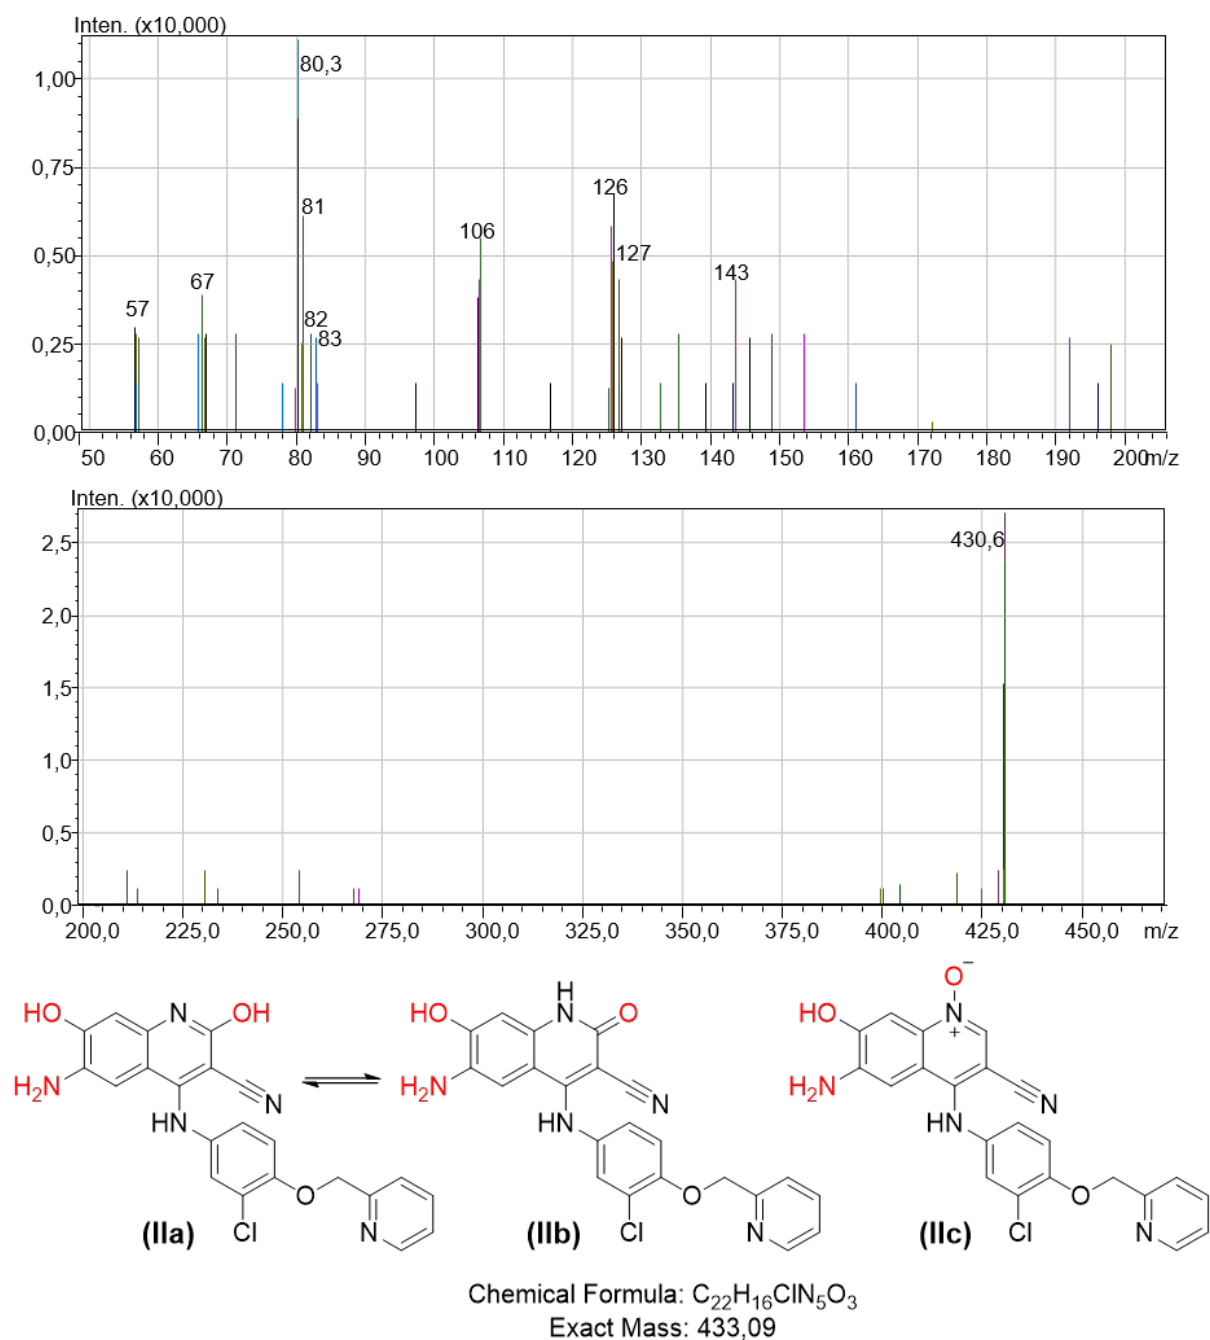 Inten. (x10,000)
1,00
0,75
0,50
0,25
0,00
80,3
81
126
106
127
67
143
57
82
83
50 60 70 80 90 100 110 120 130 140 150 160 170 180 190 200 m/z
Inten. (x10,000)
2,5
2,0
1,5
1,0
0,5
0,0
430,6
200,0 225,0 250,0 275,0 300,0 325,0 350,0 375,0 400,0 425,0 450,0 m/z
HO N OH
H₂N
N
HN
O
N
Cl
(IIa)
H
HO N O
H₂N
N
HN
O
N
Cl
(IIb)
O−
HO N+
H₂N
N
HN
O
N
Cl
(IIc)
Chemical Formula: C₂₂H₁₆ClN₅O₃
Exact Mass: 433,09